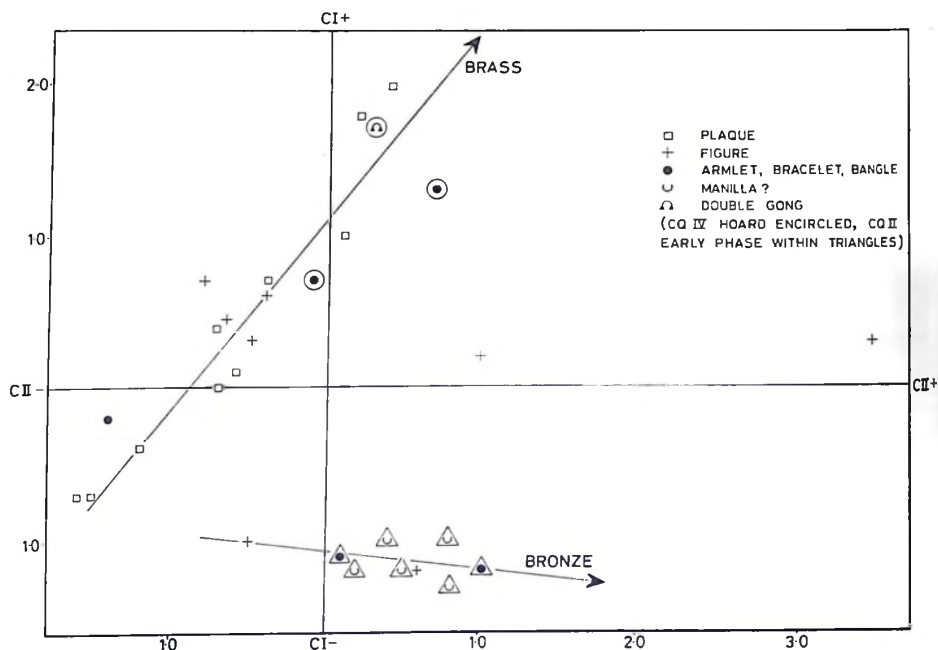 CI+
BRASS
2·0
PLAQUE
FIGURE
ARMLET, BRACELET, BANGLE
MANILLA ?
DOUBLE GONG
(CQ IV HOARD ENCIRCLED, CQ II
EARLY PHASE WITHIN TRIANGLES)
1·0
CII-
CII+
1·0
BRONZE
1·0
CI-
1·0
2·0
3·0